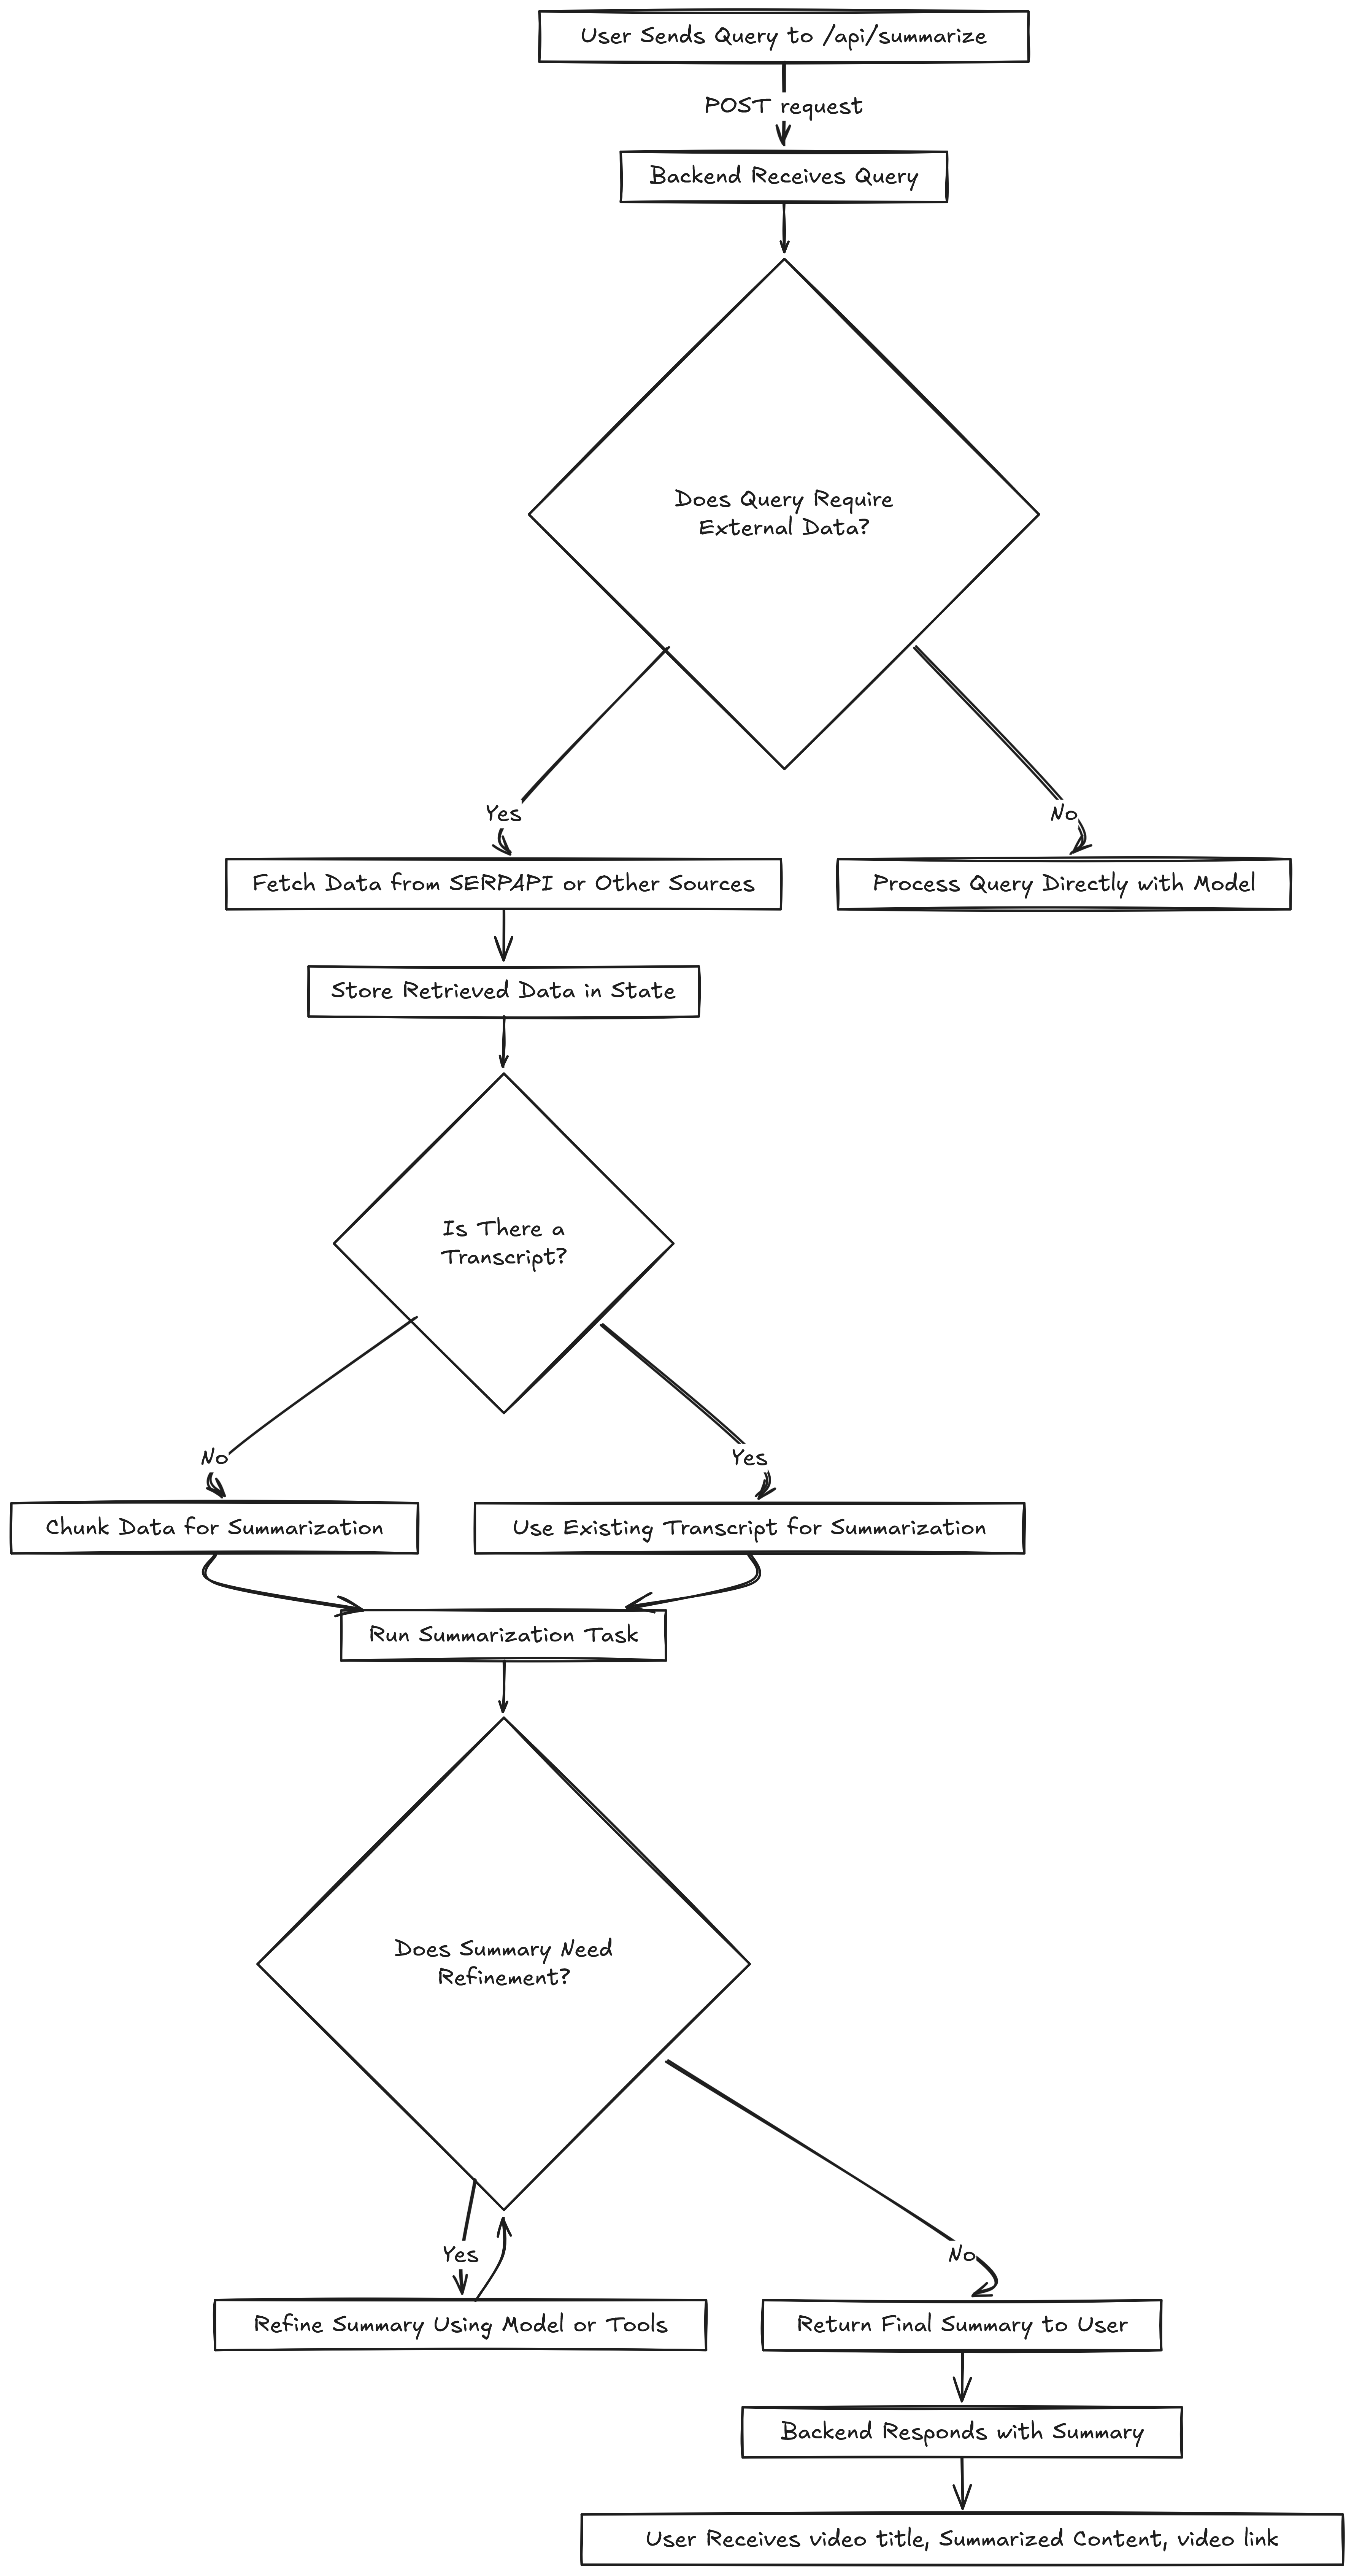 User Sends Query to /api/summarize
POST request
Backend Receives Query
Does Query Require
External Data?
Yes
No
Fetch Data from SERPAPI or Other Sources
Process Query Directly with Model
Store Retrieved Data in State
Is There a
Transcript?
No
Yes
Chunk Data for Summarization
Use Existing Transcript for Summarization
Run Summarization Task
Does Summary Need
Refinement?
Yes
No
Refine Summary Using Model or Tools
Return Final Summary to User
Backend Responds with Summary
User Receives video title, Summarized Content, video link